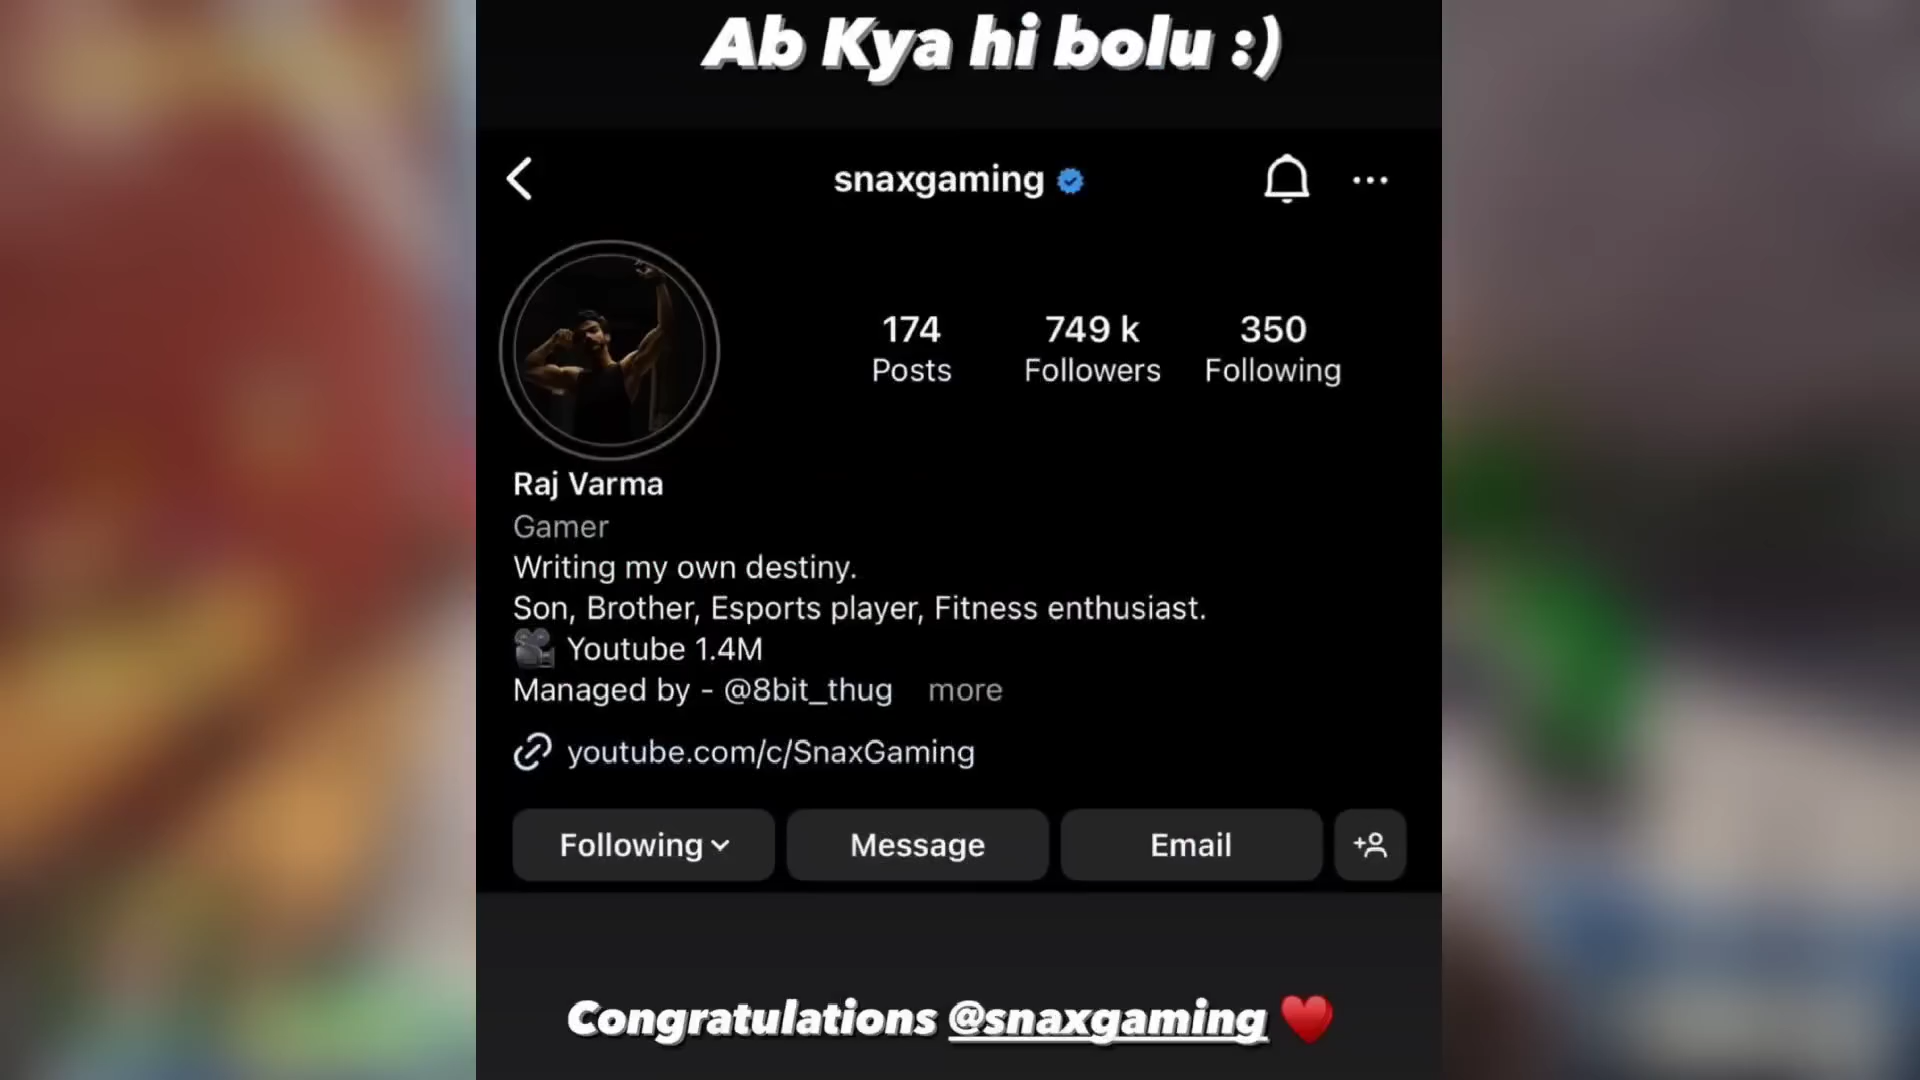 Ab Kya hi bolu :)
snaxgaming
174 749 k 350
Posts Followers Following
Raj Varma
Gamer
Writing my own destiny.
Son, Brother, Esports player, Fitness enthusiast.
🎥 Youtube 1.4M
Managed by - @8bit_thug more
youtube.com/c/SnaxGaming
Following Message Email
Congratulations @snaxgaming ♥️